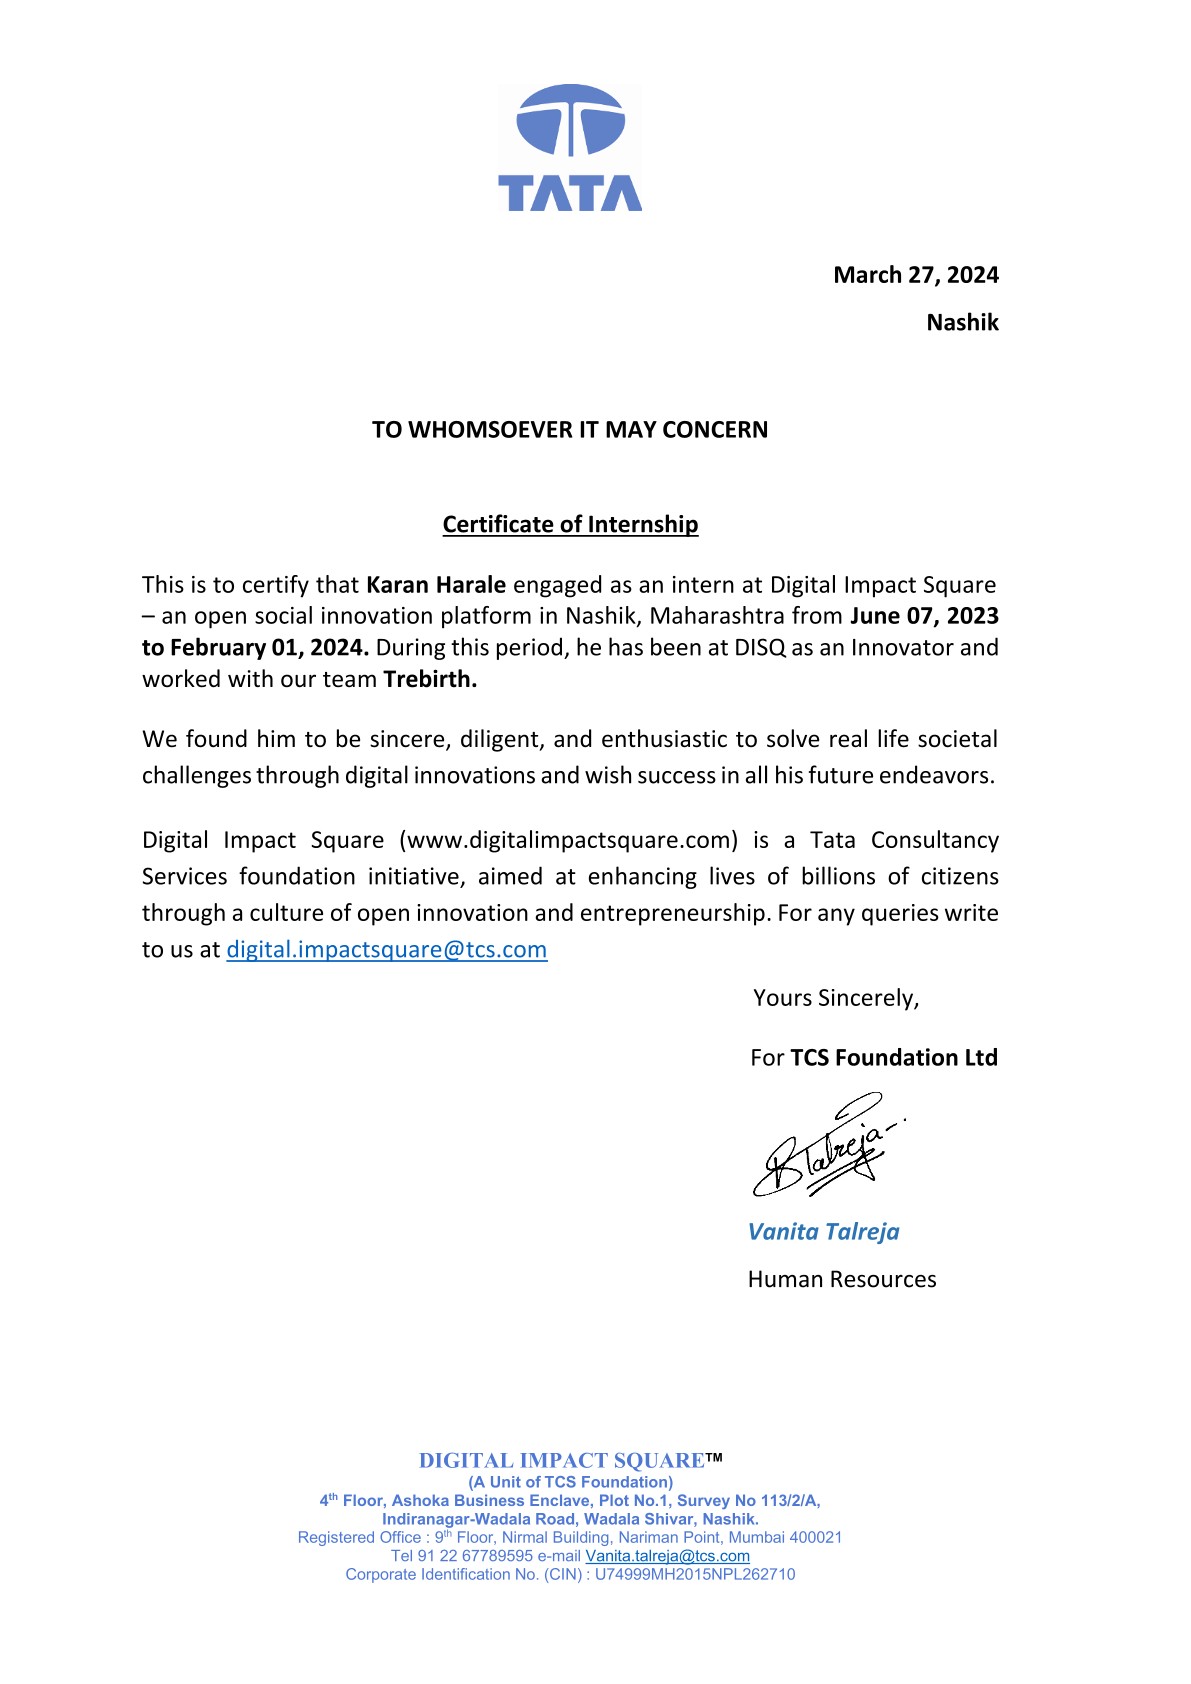 TATA
March 27, 2024
Nashik
TO WHOMSOEVER IT MAY CONCERN
Certificate of Internship
This is to certify that Karan Harale engaged as an intern at Digital Impact Square
– an open social innovation platform in Nashik, Maharashtra from June 07, 2023
to February 01, 2024. During this period, he has been at DISQ as an Innovator and
worked with our team Trebirth.
We found him to be sincere, diligent, and enthusiastic to solve real life societal
challenges through digital innovations and wish success in all his future endeavors.
Digital Impact Square (www.digitalimpactsquare.com) is a Tata Consultancy
Services foundation initiative, aimed at enhancing lives of billions of citizens
through a culture of open innovation and entrepreneurship. For any queries write
to us at digital.impactsquare@tcs.com
Yours Sincerely,
For TCS Foundation Ltd
Talreja
Vanita Talreja
Human Resources
DIGITAL IMPACT SQUARE™
(A Unit of TCS Foundation)
4th Floor, Ashoka Business Enclave, Plot No.1, Survey No 113/2/A,
Indiranagar-Wadala Road, Wadala Shivar, Nashik.
Registered Office : 9th Floor, Nirmal Building, Nariman Point, Mumbai 400021
Tel 91 22 67789595 e-mail Vanita.talreja@tcs.com
Corporate Identification No. (CIN) : U74999MH2015NPL262710